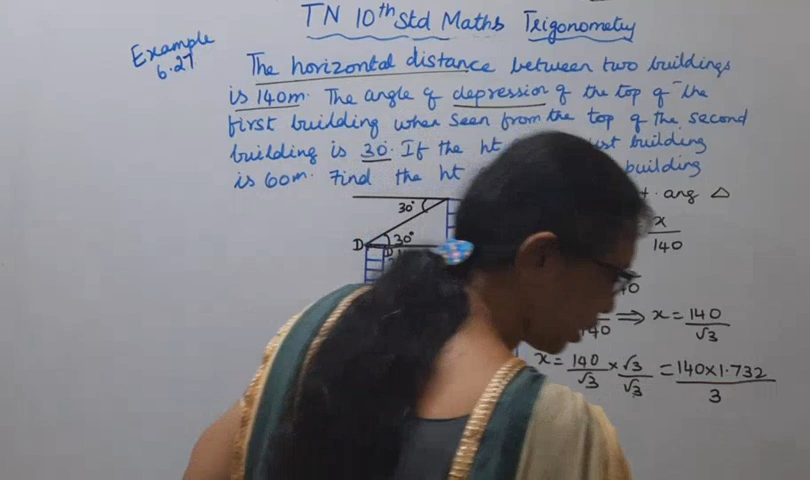 TN 10th Std Maths Trigonometry
Example
6.27
The horizontal distance between two buildings
is 140m. The angle of depression of the top of the
first building when seen from the top of the second
building is 30°. If the ht building
is 60m. Find the ht building
ang △
30°
x
140
D 30°
⟹ x = 140
√3
x = 140/√3 × √3/√3 = 140×1.732
3